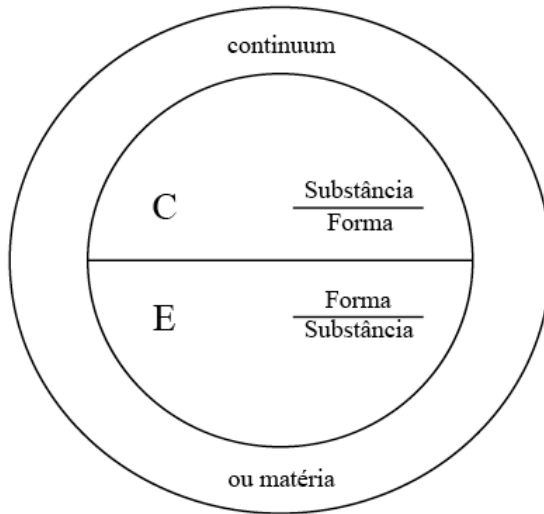 continuum
C
Substância
Forma
E
Forma
Substância
ou matéria